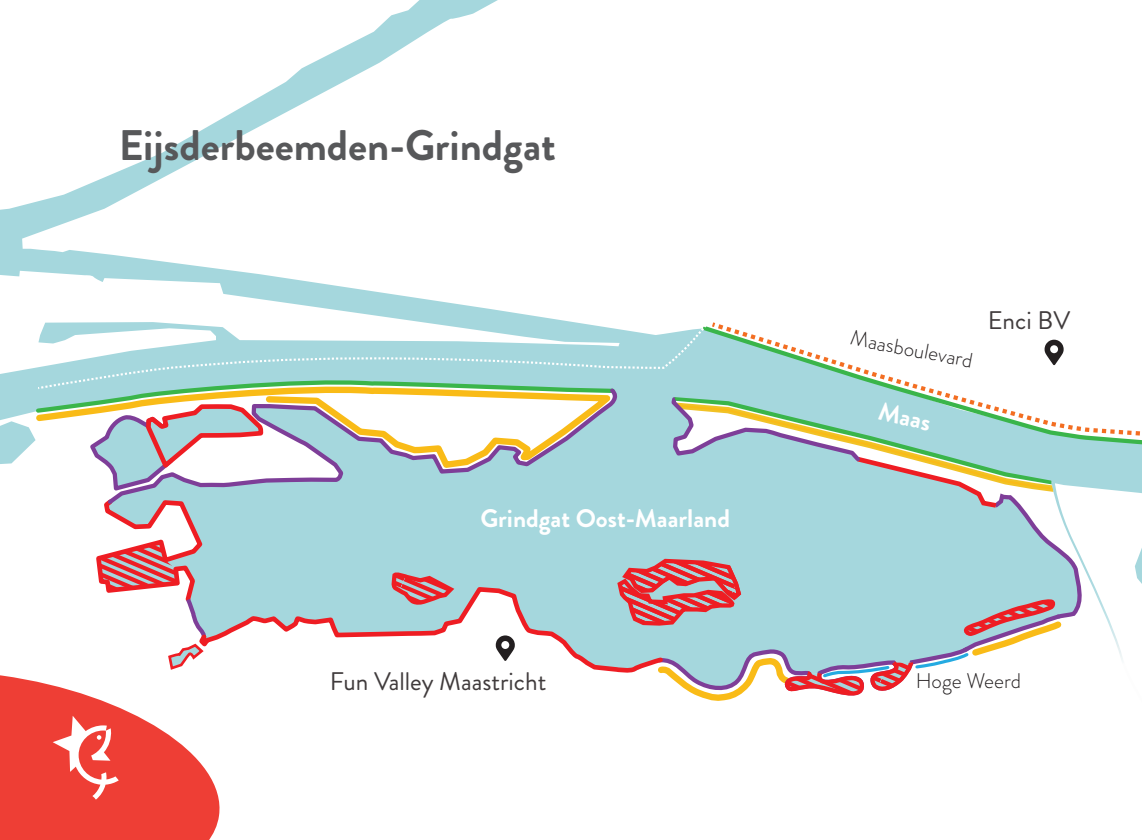 Eijsderbeemden-Grindgat
Enci BV
Maasboulevard
Maas
Grindgat Oost-Maarland
Fun Valley Maastricht
Hoge Weerd